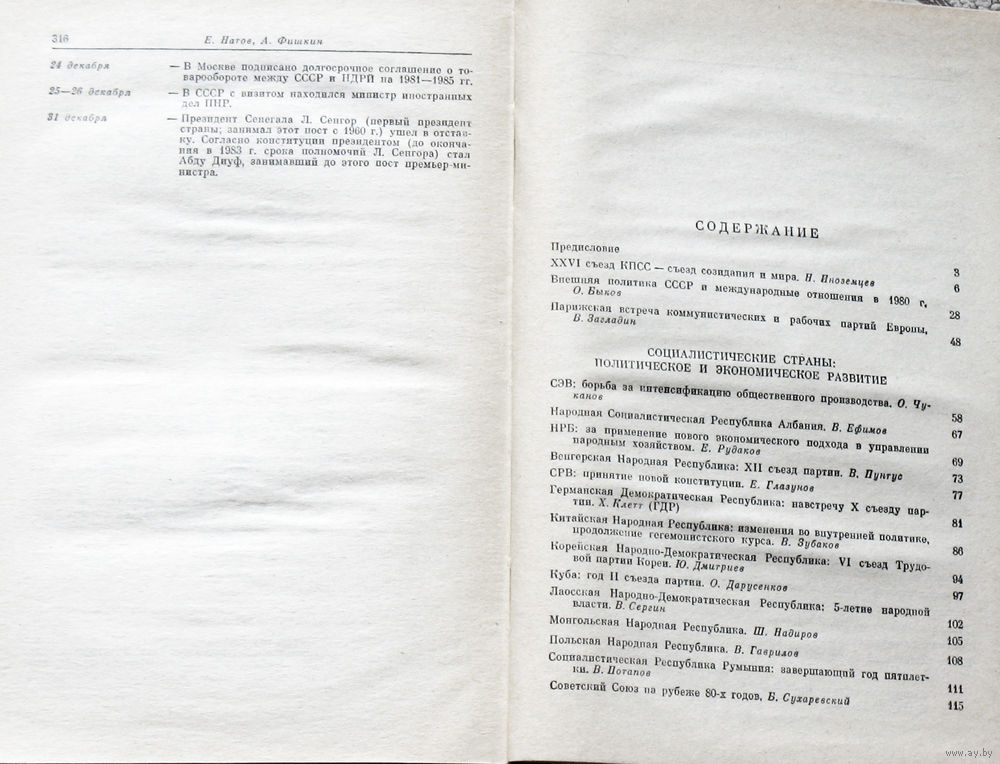 316
Е. Натов, А. Фишкин
24 декабря
— В Москве подписано долгосрочное соглашение о то-
варообороте между СССР и НДРЙ на 1981—1985 гг.
25—26 декабря
— В СССР с визитом находился министр иностранных
дел ПНР.
31 декабря
— Президент Сенегала Л. Сенгор (первый президент
страны; занимал этот пост с 1960 г.) ушел в отстав-
ку. Согласно конституции президентом (до оконча-
ния в 1983 г. срока полномочий Л. Сенгора) стал
Абду Диуф, занимавший до этого пост премьер-ми-
нистра.
СОДЕРЖАНИЕ
Предисловие 3
XXVI съезд КПСС — съезд созидания и мира. Н. Иноземцев 6
Внешняя политика СССР и международные отношения в 1980 г.
О. Быков 28
Парижская встреча коммунистических и рабочих партий Европы.
В. Загладин 48
СОЦИАЛИСТИЧЕСКИЕ СТРАНЫ:
ПОЛИТИЧЕСКОЕ И ЭКОНОМИЧЕСКОЕ РАЗВИТИЕ
СЭВ: борьба за интенсификацию общественного производства. О. Чу-
канов 58
Народная Социалистическая Республика Албания. В. Ефимов 67
НРБ: за применение нового экономического подхода в управлении
народным хозяйством. Е. Рудаков 69
Венгерская Народная Республика: XII съезд партии. В. Пунгус 73
СРВ: принятие новой конституции. Е. Глазунов 77
Германская Демократическая Республика: навстречу X съезду пар-
тии. Х. Клетт (ГДР) 81
Китайская Народная Республика: изменения во внутренней политике,
продолжение гегемонистского курса. В. Зубаков 86
Корейская Народно-Демократическая Республика: VI съезд Трудо-
вой партии Кореи. Ю. Дмитриев 94
Куба: год II съезда партии. О. Дарусенков 97
Лаосская Народно-Демократическая Республика: 5-летие народной
власти. В. Сергин 102
Монгольская Народная Республика. Ш. Надиров 105
Польская Народная Республика. В. Гаврилов 108
Социалистическая Республика Румыния: завершающий год пятилет-
ки. В. Потапов 111
Советский Союз на рубеже 80-х годов. Б. Сухаревский 115
www.ay.by